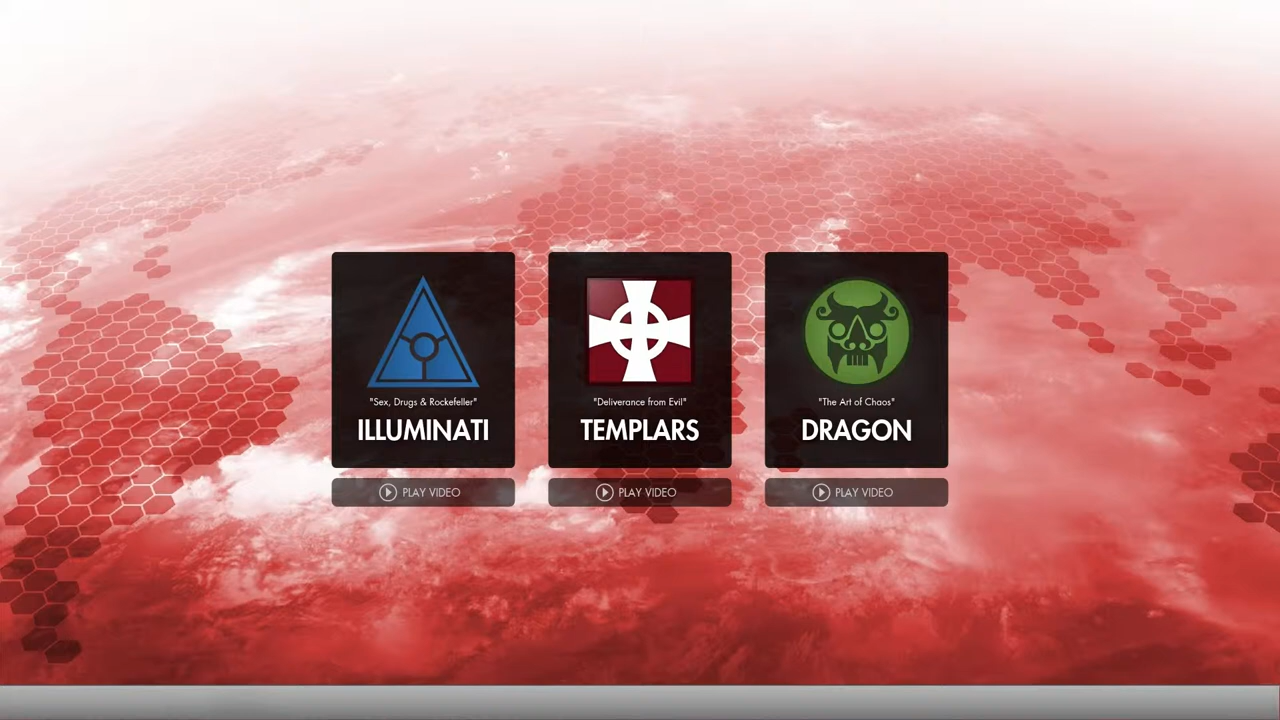 "Sex, Drugs & Rockefeller"
ILLUMINATI
PLAY VIDEO
"Deliverance from Evil"
TEMPLARS
PLAY VIDEO
"The Art of Chaos"
DRAGON
PLAY VIDEO